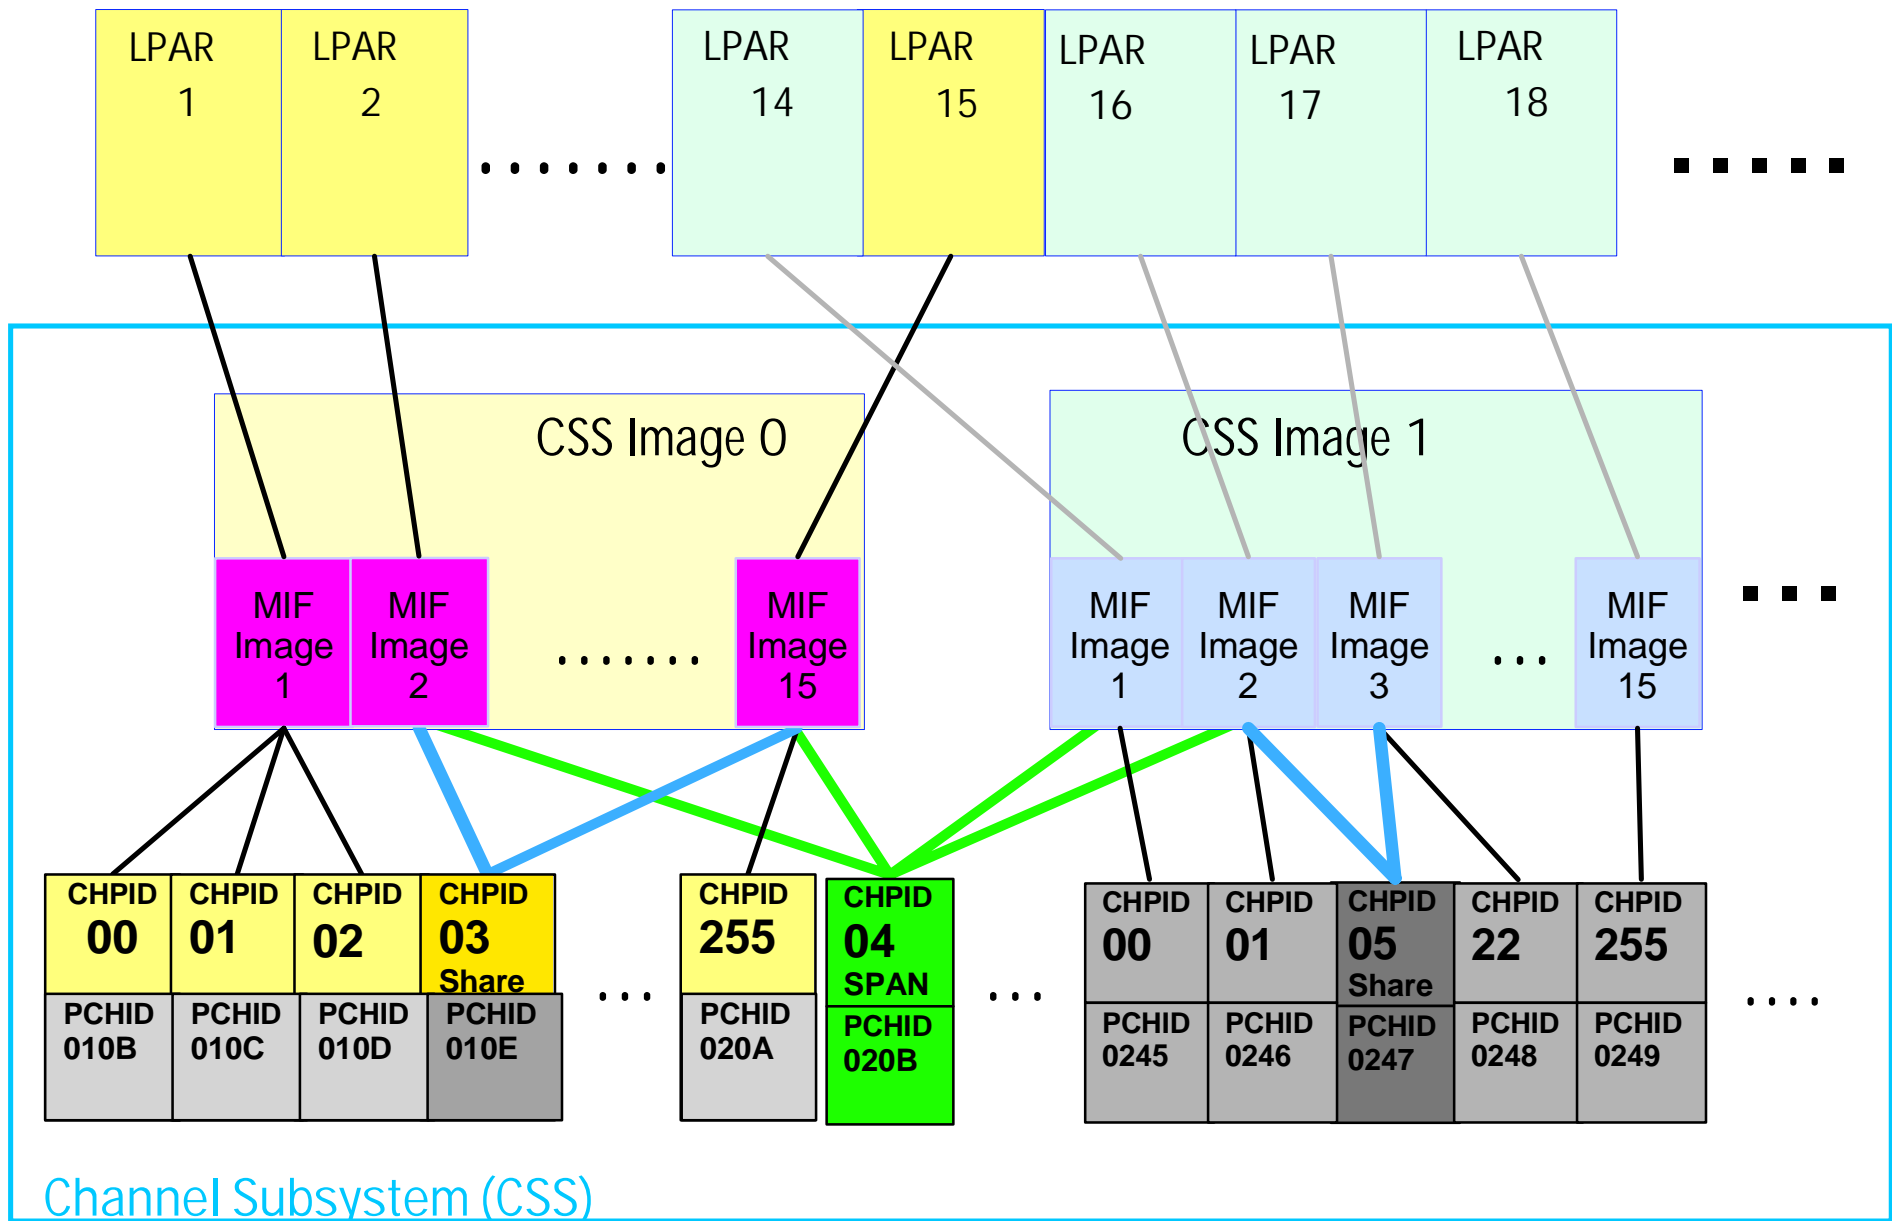 LPAR
1
LPAR
2
LPAR
14
LPAR
15
LPAR
16
LPAR
17
LPAR
18
CSS Image 0
CSS Image 1
MIF
Image
1
MIF
Image
2
MIF
Image
15
MIF
Image
1
MIF
Image
2
MIF
Image
3
MIF
Image
15
CHPID
00
CHPID
01
CHPID
02
CHPID
03
Share
CHPID
255
CHPID
04
SPAN
CHPID
00
CHPID
01
CHPID
05
Share
CHPID
22
CHPID
255
PCHID
010B
PCHID
010C
PCHID
010D
PCHID
010E
PCHID
020A
PCHID
020B
PCHID
0245
PCHID
0246
PCHID
0247
PCHID
0248
PCHID
0249
Channel Subsystem (CSS)